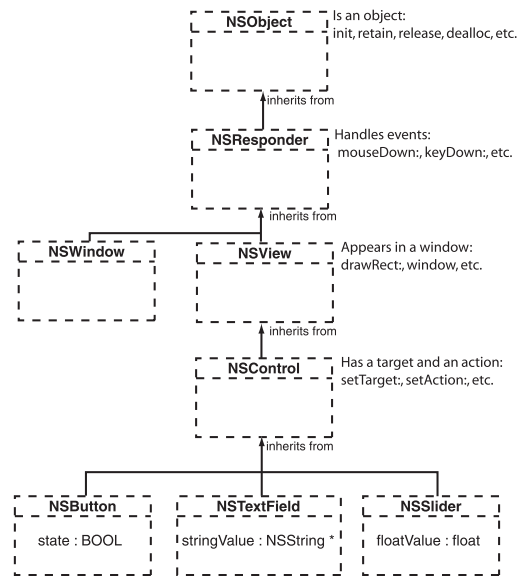 NSObject
Is an object:
init, retain, release, dealloc, etc.
inherits from
NSResponder
Handles events:
mouseDown:, keyDown:, etc.
inherits from
NSWindow
NSView
Appears in a window:
drawRect:, window, etc.
inherits from
NSControl
Has a target and an action:
setTarget:, setAction:, etc.
inherits from
NSButton
state : BOOL
NSTextField
stringValue : NSString *
NSSlider
floatValue : float